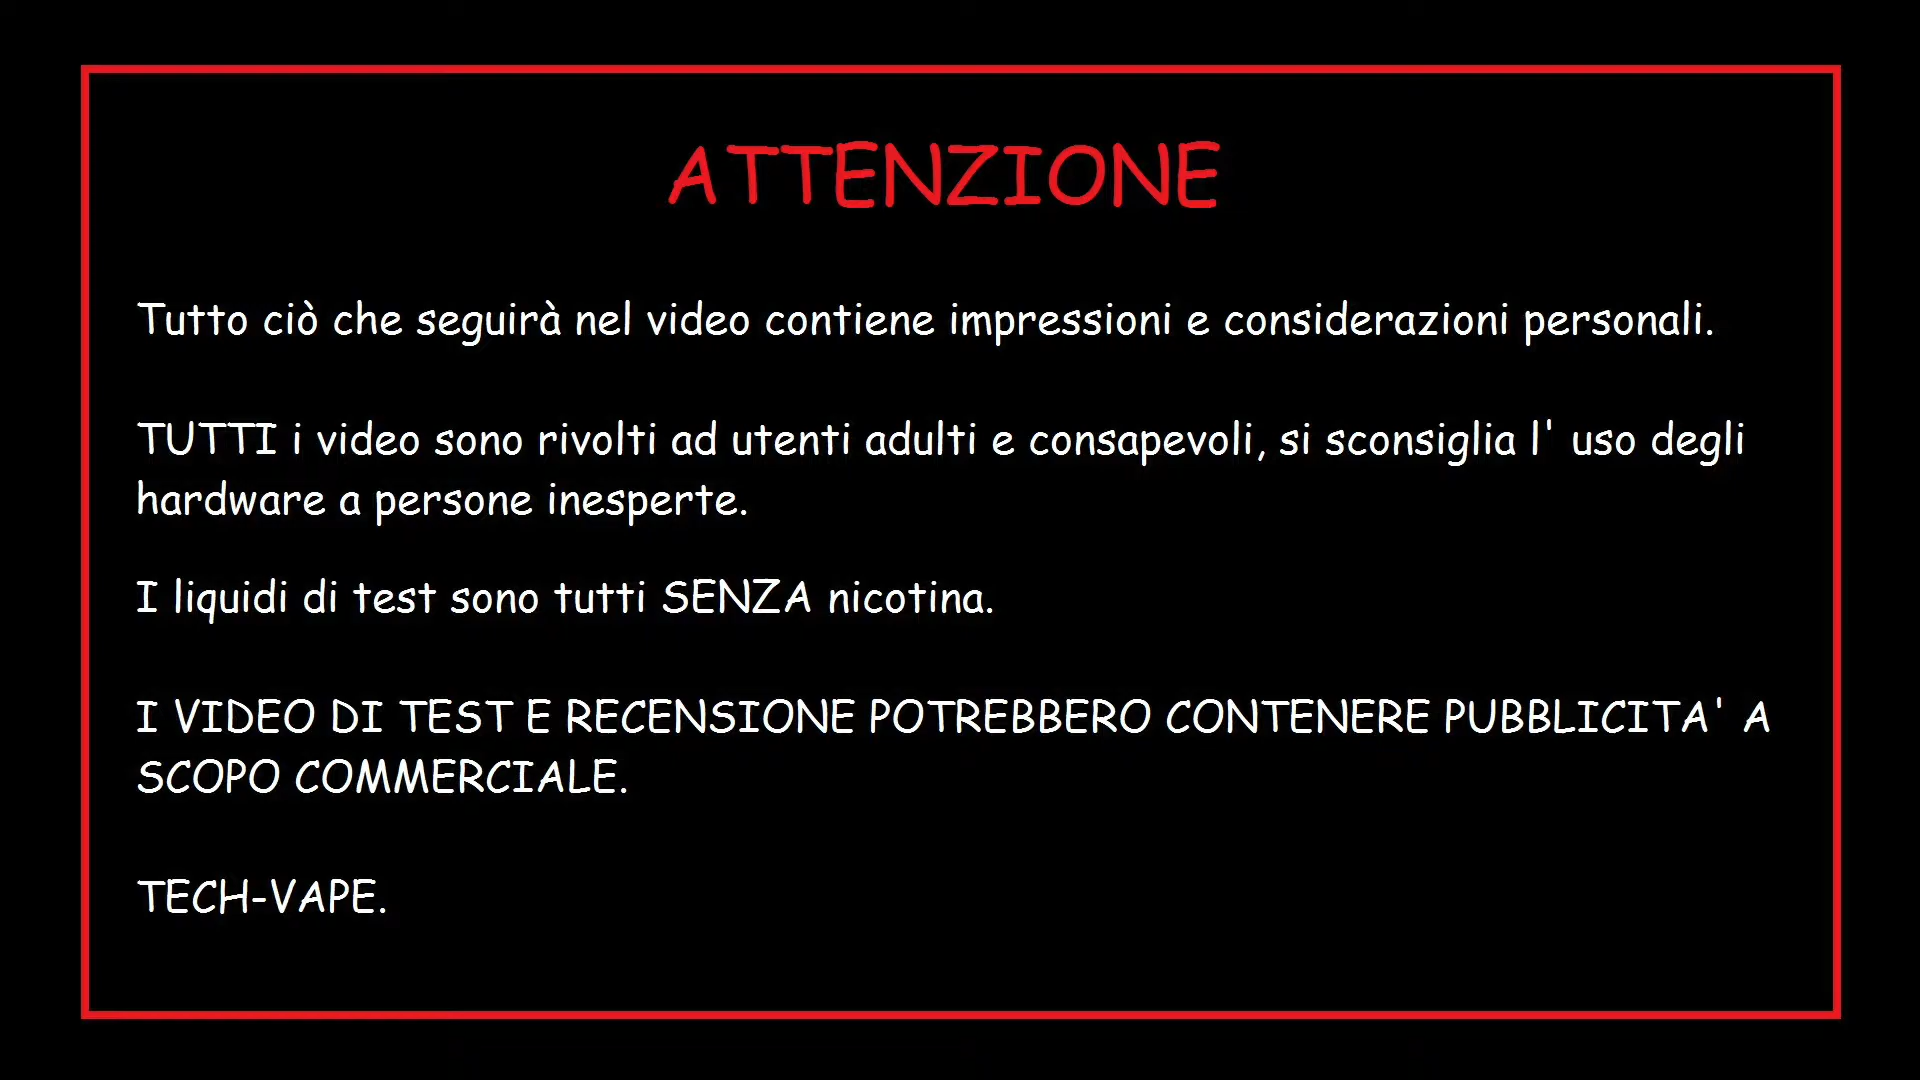 ATTENZIONE
Tutto ciò che seguirà nel video contiene impressioni e considerazioni personali.
TUTTI i video sono rivolti ad utenti adulti e consapevoli, si sconsiglia l' uso degli
hardware a persone inesperte.
I liquidi di test sono tutti SENZA nicotina.
I VIDEO DI TEST E RECENSIONE POTREBBERO CONTENERE PUBBLICITA' A
SCOPO COMMERCIALE.
TECH-VAPE.